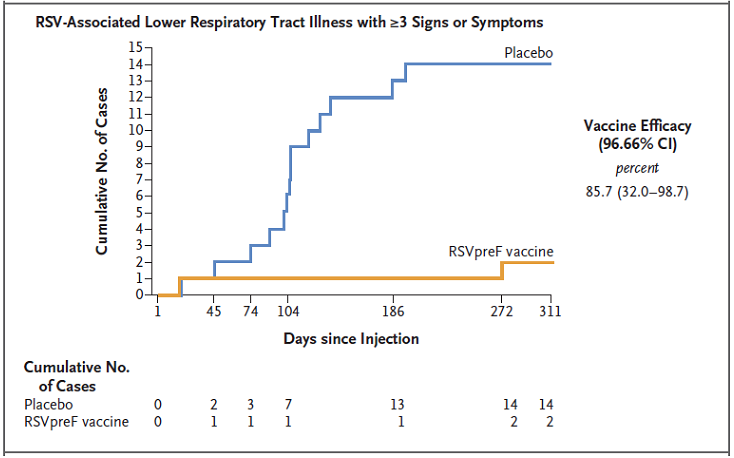 RSV-Associated Lower Respiratory Tract Illness with ≥3 Signs or Symptoms
Cumulative No. of Cases
15
14
13
12
11
10
9
8
7
6
5
4
3
2
1
0
Placebo
RSVpreF vaccine
1 45 74 104 186 272 311
Days since Injection
Vaccine Efficacy
(96.66% CI)
percent
85.7 (32.0–98.7)
Cumulative No.
of Cases
Placebo 0 2 3 7 13 14 14
RSVpreF vaccine 0 1 1 1 1 2 2